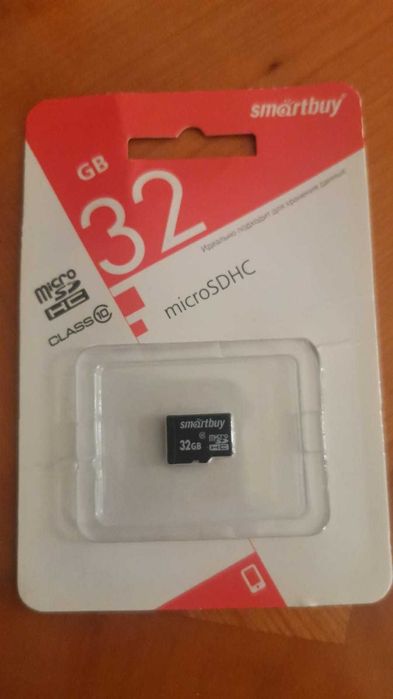 smartbuy
GB
32
Идеально подходит для хранения данных
micro
SD
HC
CLASS 10
microSDHC
smartbuy
10
32GB
micro
SD
HC